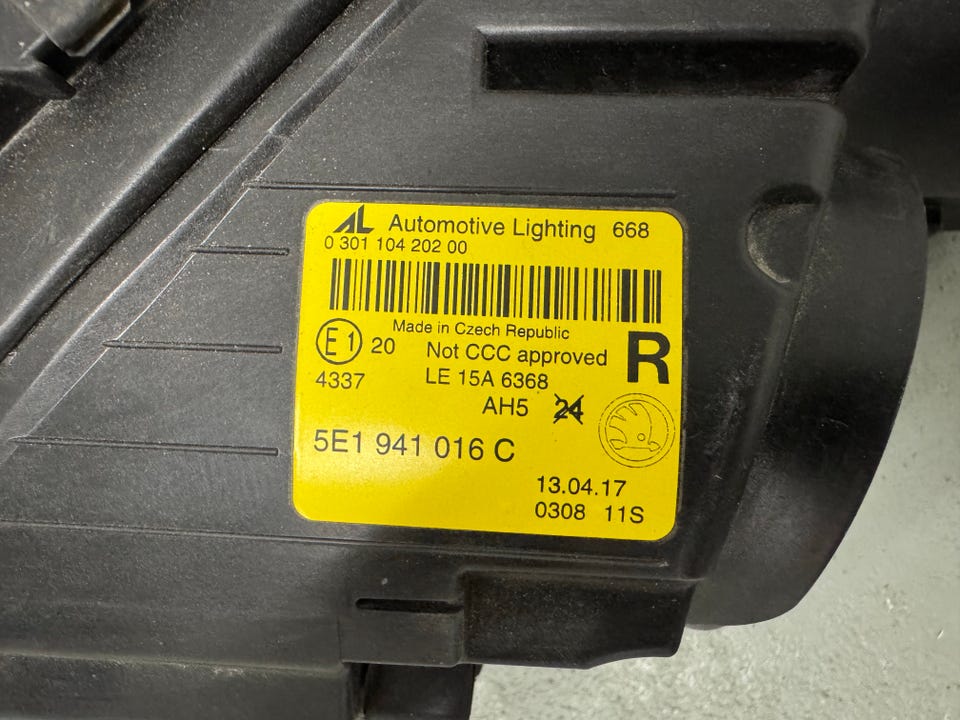 AL Automotive Lighting 668
0 301 104 202 00
Made in Czech Republic
E1 20 Not CCC approved R
4337 LE 15A 6368
AH5 24
5E1 941 016 C
13.04.17
0308 11S